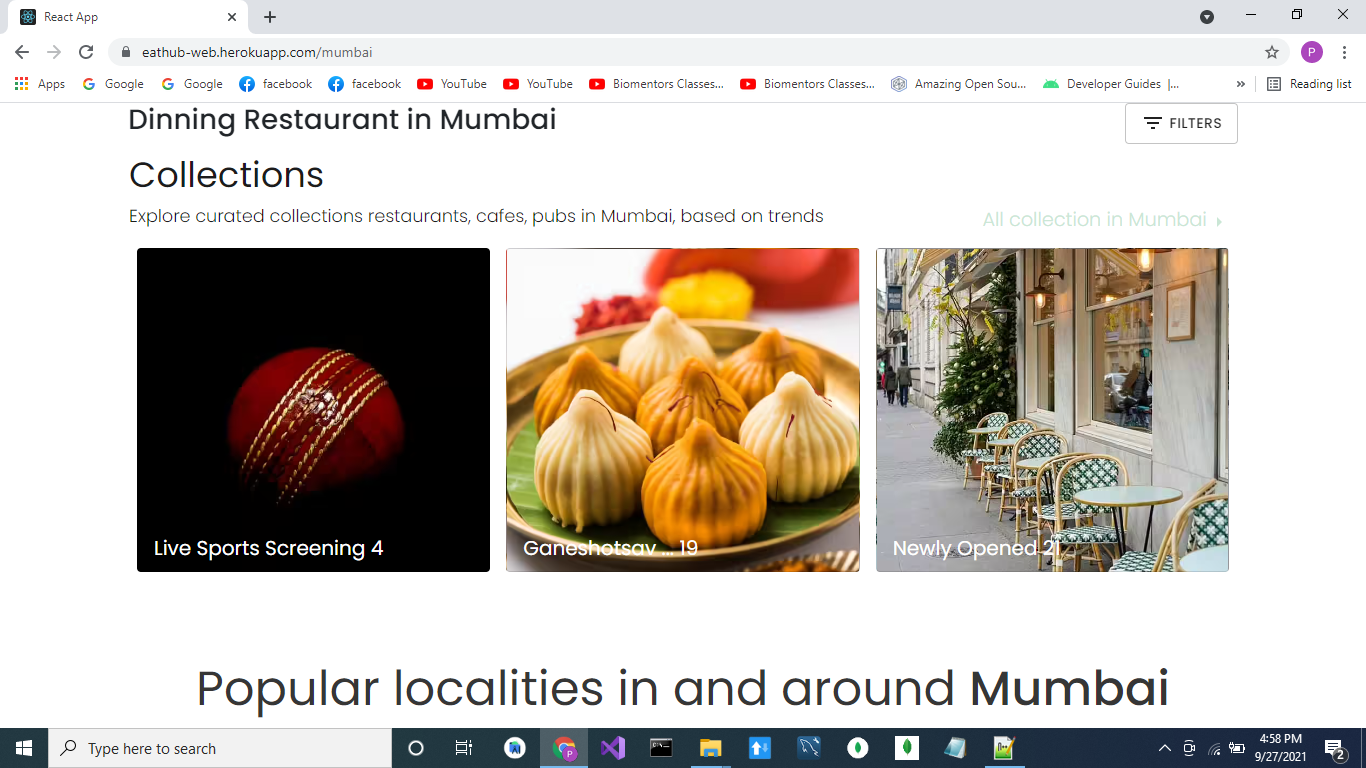 React App
eathub-web.herokuapp.com/mumbai
P
Apps
Google
Google
facebook
facebook
YouTube
YouTube
Biomentors Classes...
Biomentors Classes...
Amazing Open Sou...
Developer Guides |...
»
Reading list
Dinning Restaurant in Mumbai
FILTERS
Collections
Explore curated collections restaurants, cafes, pubs in Mumbai, based on trends
All collection in Mumbai
Live Sports Screening 4
Ganeshotsav ... 19
Newly Opened 21
Popular localities in and around Mumbai
Type here to search
P
4:58 PM
9/27/2021
2